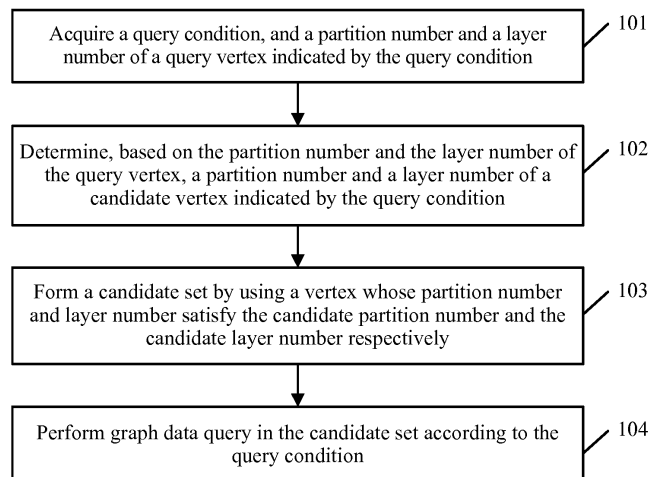 Acquire a query condition, and a partition number and a layer
number of a query vertex indicated by the query condition
101
Determine, based on the partition number and the layer number of
the query vertex, a partition number and a layer number of a
candidate vertex indicated by the query condition
102
Form a candidate set by using a vertex whose partition number
and layer number satisfy the candidate partition number and the
candidate layer number respectively
103
Perform graph data query in the candidate set according to the
query condition
104